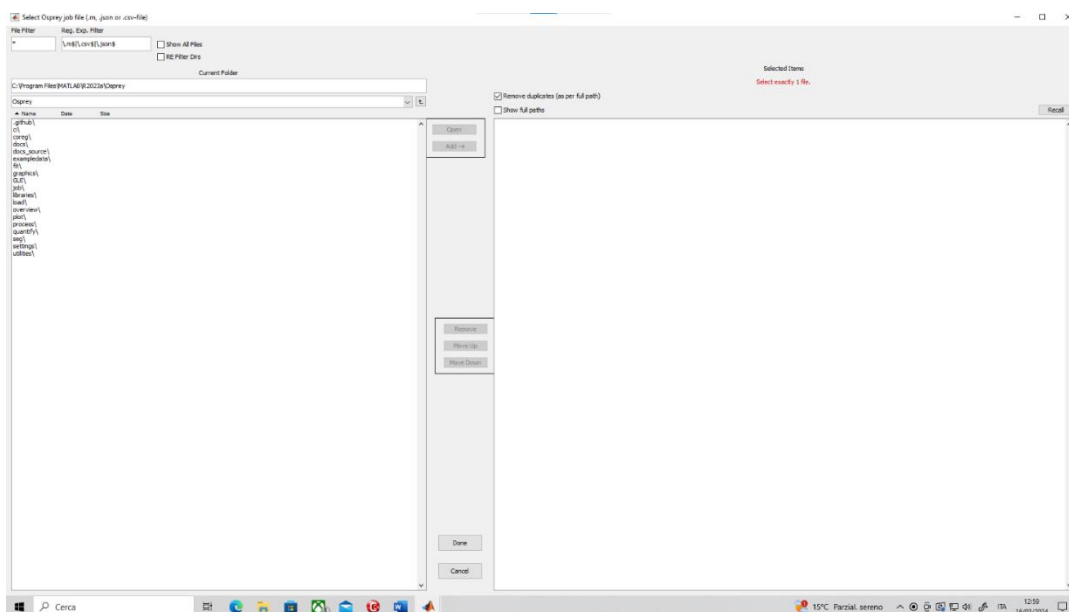 Select Osprey job file (.m, .json or .csv-file)
File Filter Reg. Exp. Filter
* \.m$|\.csv$|\.json$ Show All Files
RE Filter Dirs
Current Folder
C:\Program Files\MATLAB\R2023a\Osprey
Osprey
Name Date Size
.github\
ci\
coreg\
docs\
docs_source\
exampledata\
fit\
graphics\
GUI\
job\
libraries\
load\
overview\
plot\
process\
quantify\
seg\
settings\
utilities\
Open
Add →
Remove
Move Up
Move Down
Done
Cancel
Selected Items
Select exactly 1 file.
Remove duplicates (as per full path)
Show full paths
Recall
Cerca
15°C Parzial. sereno
ITA
12:59